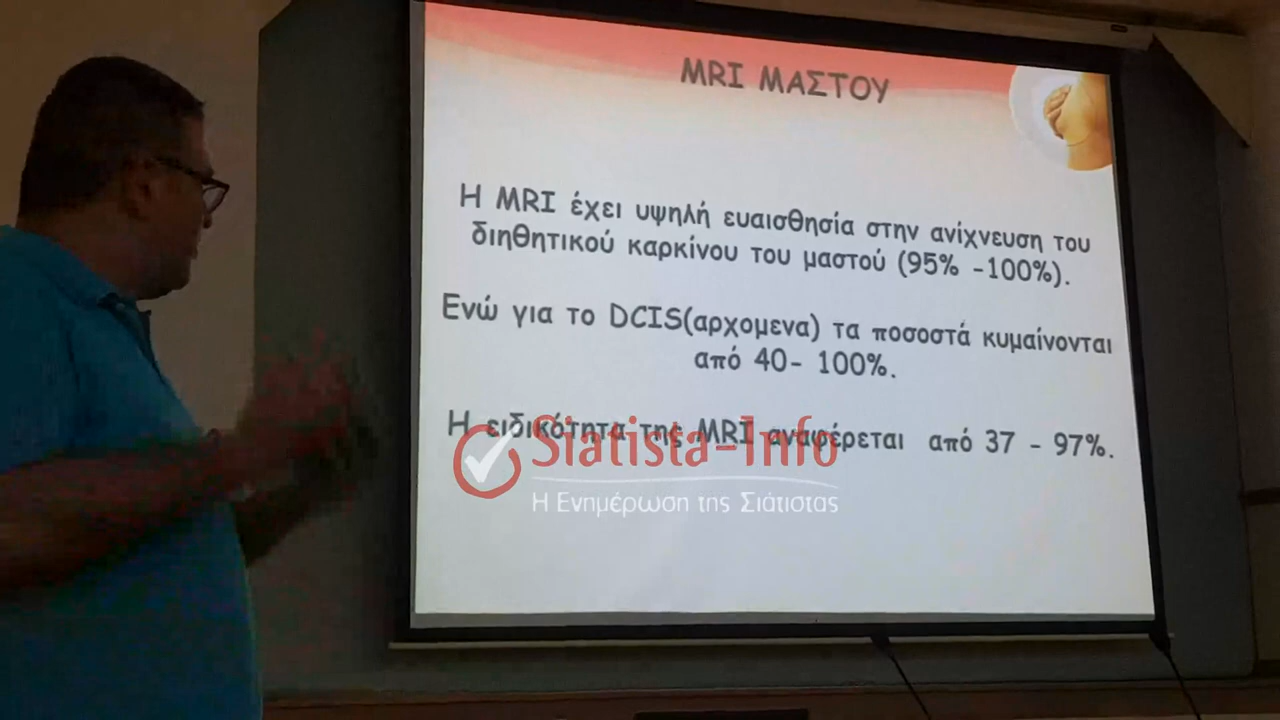 MRI ΜΑΣΤΟΥ
Η MRI έχει υψηλή ευαισθησία στην ανίχνευση του
διηθητικού καρκίνου του μαστού (95% -100%).
Ενώ για το DCIS(αρχομενα) τα ποσοστά κυμαίνονται
από 40- 100%.
Η ειδικότητα της MRI αναφέρεται από 37 - 97%.
Siatista-Info
Η Ενημέρωση της Σιάτιστας